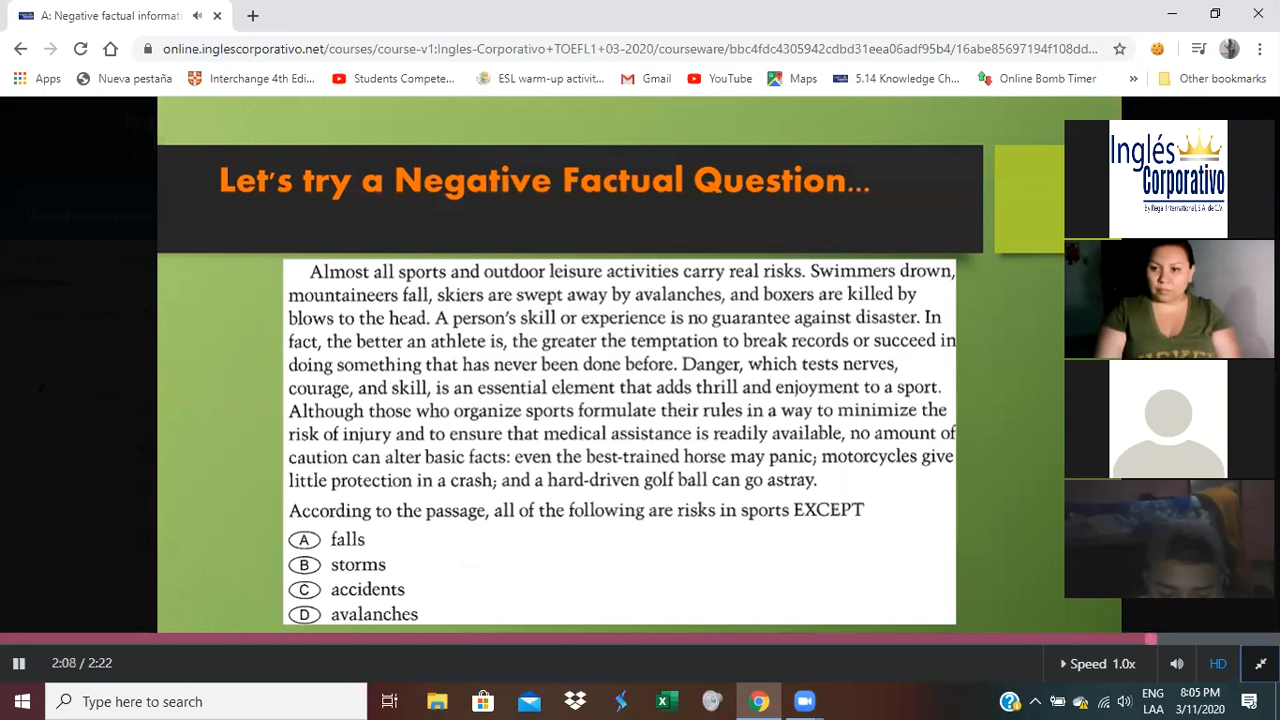 A: Negative factual informat
online.inglescorporativo.net/courses/course-v1:Ingles-Corporativo+TOEFL1+03-2020/courseware/bbc4fdc4305942cdbd31eea06adf95b4/16abe85697194f108dd...
Apps Nueva pestaña Interchange 4th Edi... Students Compete... ESL warm-up activit... Gmail YouTube Maps 5.14 Knowledge Ch... Online Bomb Timer » Other bookmarks
Let's try a Negative Factual Question...
Inglés
Corporativo
Almost all sports and outdoor leisure activities carry real risks. Swimmers drown,
mountaineers fall, skiers are swept away by avalanches, and boxers are killed by
blows to the head. A person's skill or experience is no guarantee against disaster. In
fact, the better an athlete is, the greater the temptation to break records or succeed in
doing something that has never been done before. Danger, which tests nerves,
courage, and skill, is an essential element that adds thrill and enjoyment to a sport.
Although those who organize sports formulate their rules in a way to minimize the
risk of injury and to ensure that medical assistance is readily available, no amount of
caution can alter basic facts: even the best-trained horse may panic; motorcycles give
little protection in a crash; and a hard-driven golf ball can go astray.
According to the passage, all of the following are risks in sports EXCEPT
A falls
B storms
C accidents
D avalanches
2:08 / 2:22 Speed 1.0x HD
Type here to search
ENG 8:05 PM
LAA 3/11/2020